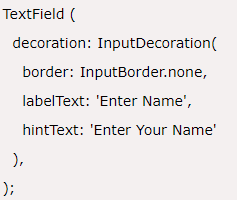 TextField (
  decoration: InputDecoration(
    border: InputBorder.none,
    labelText: 'Enter Name',
    hintText: 'Enter Your Name'
  ),
);